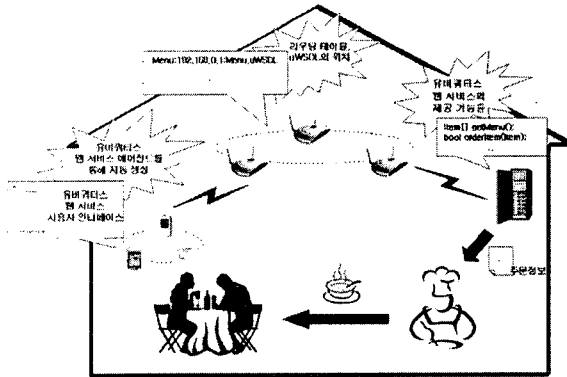 Menu:192.168.0.1:Menu.uWSDL
라우팅 테이블,
uWSDL의 위치
유비쿼터스
웹 서비스의
제공 기능들
Item[] getMenu();
bool orderItem(Item);
유비쿼터스
웹 서비스 에이전트를
통해 자동 생성
유비쿼터스
웹 서비스
사용자 인터페이스
주문정보